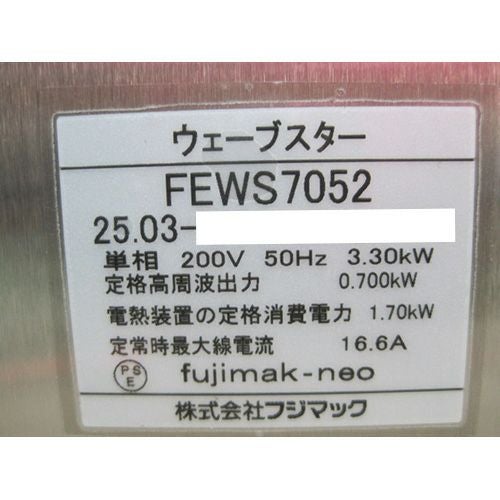 ウェーブスター
FEWS7052
25.03-
単相 200V 50Hz 3.30kW
定格高周波出力 0.700kW
電熱装置の定格消費電力 1.70kW
定常時最大線電流 16.6A
PS
E fujimak-neo
株式会社フジマック